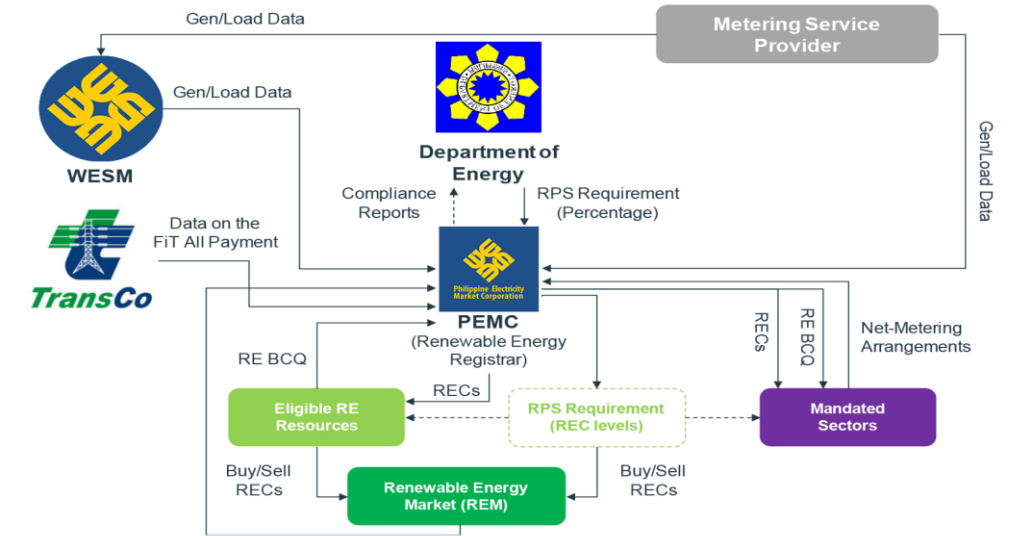 Gen/Load Data
Metering Service
Provider
Gen/Load Data
WESM
Department of
Energy
Gen/Load Data
Compliance
Reports
RPS Requirement
(Percentage)
Data on the
FiT All Payment
TransCo
Philippine Electricity
Market Corporation
PEMC
(Renewable Energy
Registrar)
RE BCQ
RECs
RECs
RE BCQ
Net-Metering
Arrangements
Eligible RE
Resources
RPS Requirement
(REC levels)
Mandated
Sectors
Buy/Sell
RECs
Renewable Energy
Market (REM)
Buy/Sell
RECs